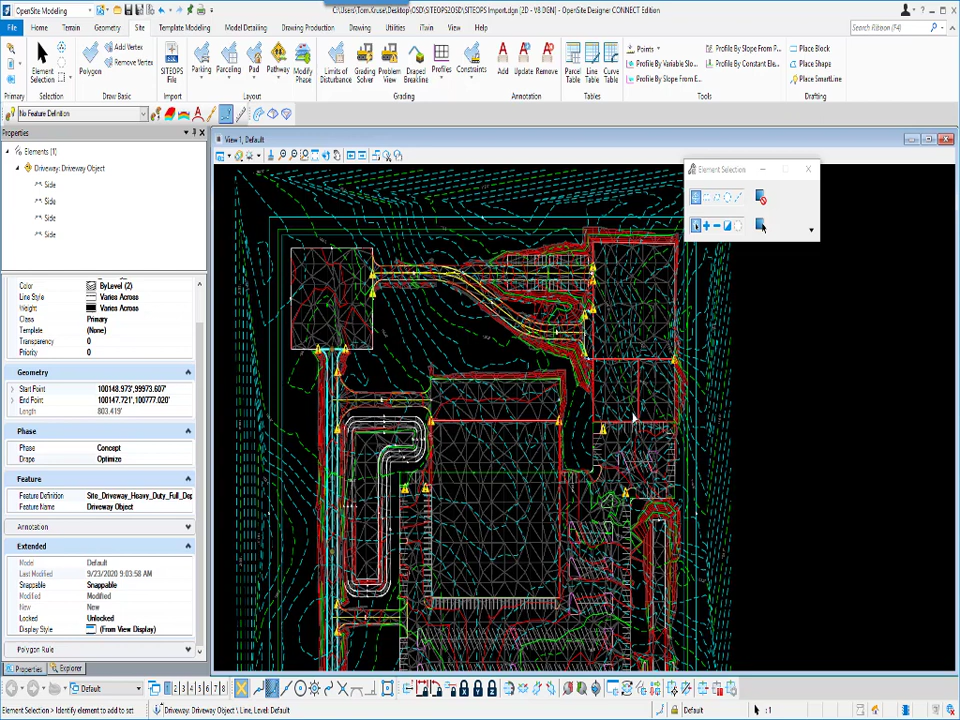 OpenSite Modeling
C:\Users\Tom.Kruse\Desktop\OSD\SITEOPS2OSD\SITEOPS Import.dgn [2D - V8 DGN] - OpenSite Designer CONNECT Edition
File Home Terrain Geometry Site Template Modeling Model Detailing Drawing Production Drawing Utilities iTwin View Help
Search Ribbon (F4)
Element Selection
Polygon
Add Vertex
Remove Vertex
SITEOPS File
Parking
Parceling
Pad
Pathway
Modify Phase
Limits of Disturbance
Grading Solver
Problem View
Draped Breakline
Profiles
Constraints
Add
Update
Remove
Parcel Table
Line Table
Curve Table
Points
Profile By Variable Slo...
Profile By Slope From E...
Profile By Slope From P...
Profile By Constant Ele...
Place Block
Place Shape
Place SmartLine
Primary Selection Draw Basic Import Layout Grading Annotation Tables Tools Drafting
No Feature Definition
Properties
View 1, Default
Elements (1)
Driveway: Driveway Object
Side
Side
Side
Side
Element Selection
Color ByLevel (2)
Line Style Varies Across
Weight Varies Across
Class Primary
Template (None)
Transparency 0
Priority 0
Geometry
Start Point 100148.973',99973.607'
End Point 100147.721',100777.020'
Length 803.419'
Phase
Phase Concept
Drape Optimize
Feature
Feature Definition Site_Driveway_Heavy_Duty_Full_Dep
Feature Name Driveway Object
Annotation
Extended
Model Default
Last Modified 9/23/2020 9:03:58 AM
Snappable Snappable
Modified Modified
New New
Locked Unlocked
Display Style (From View Display)
Polygon Rule
Properties Explorer
Default
1 2 3 4 5 6 7 8
Element Selection > Identify element to add to set
Driveway: Driveway Object \ Line, Level: Default
Default
: 1